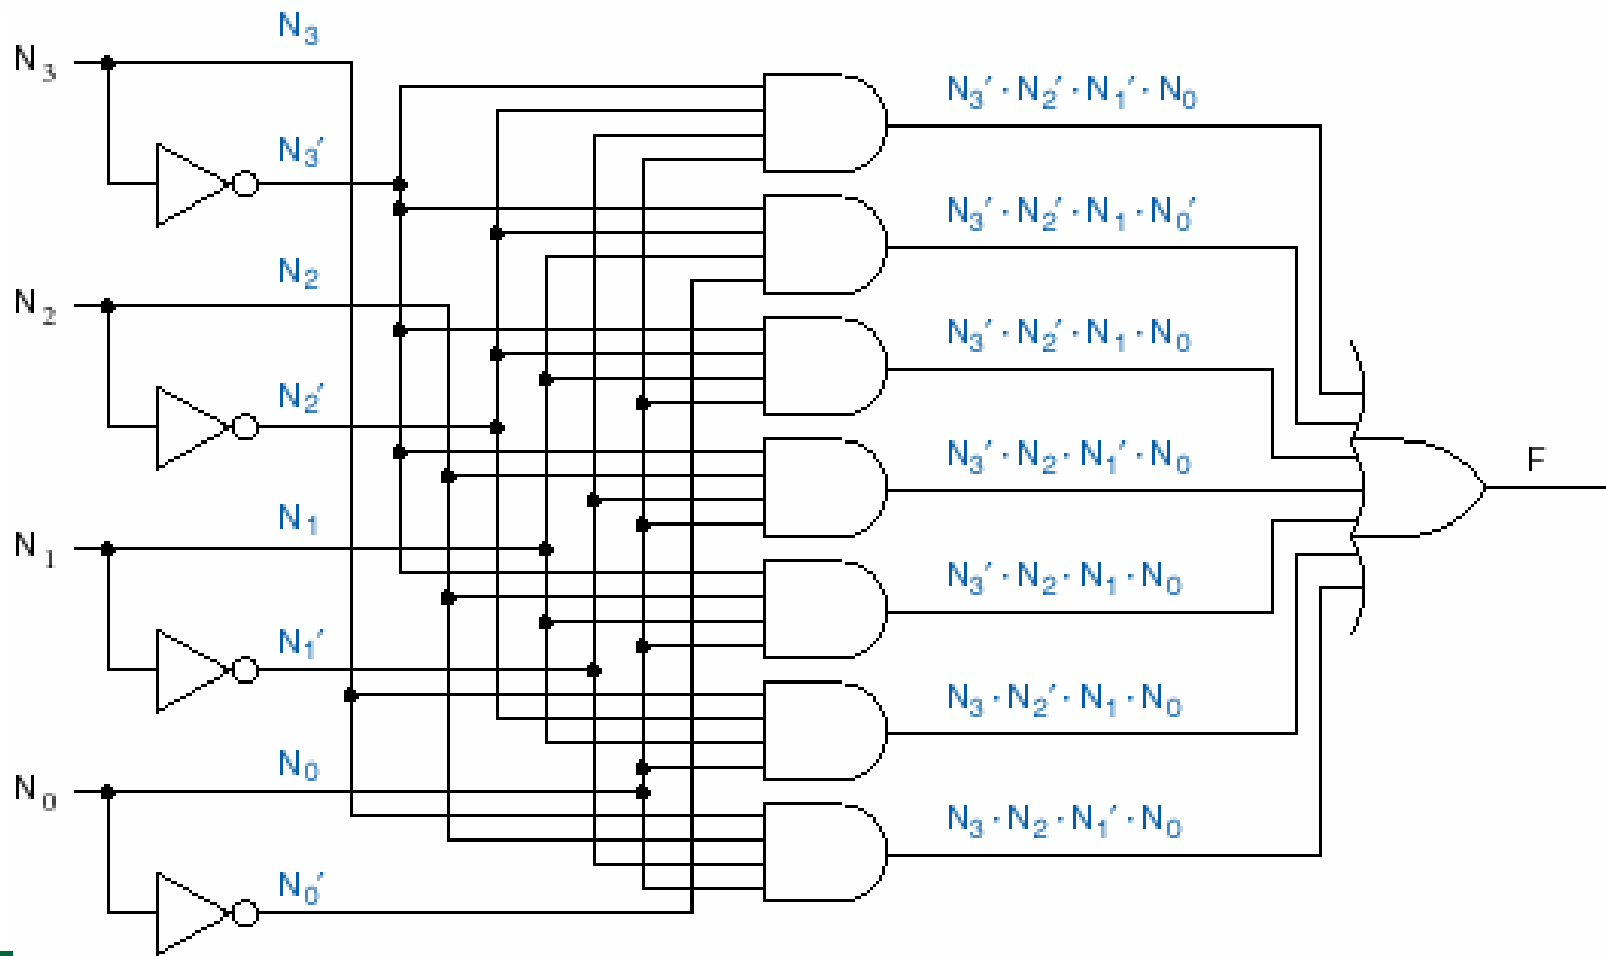 N₃
N₃
N₃′ · N₂′ · N₁′ · N₀
N₃′
N₃′ · N₂′ · N₁ · N₀′
N₂
N₂
N₃′ · N₂′ · N₁ · N₀
N₂′
N₃′ · N₂ · N₁′ · N₀
F
N₁
N₁
N₃′ · N₂ · N₁ · N₀
N₁′
N₃ · N₂′ · N₁ · N₀
N₀
N₀
N₃ · N₂ · N₁′ · N₀
N₀′